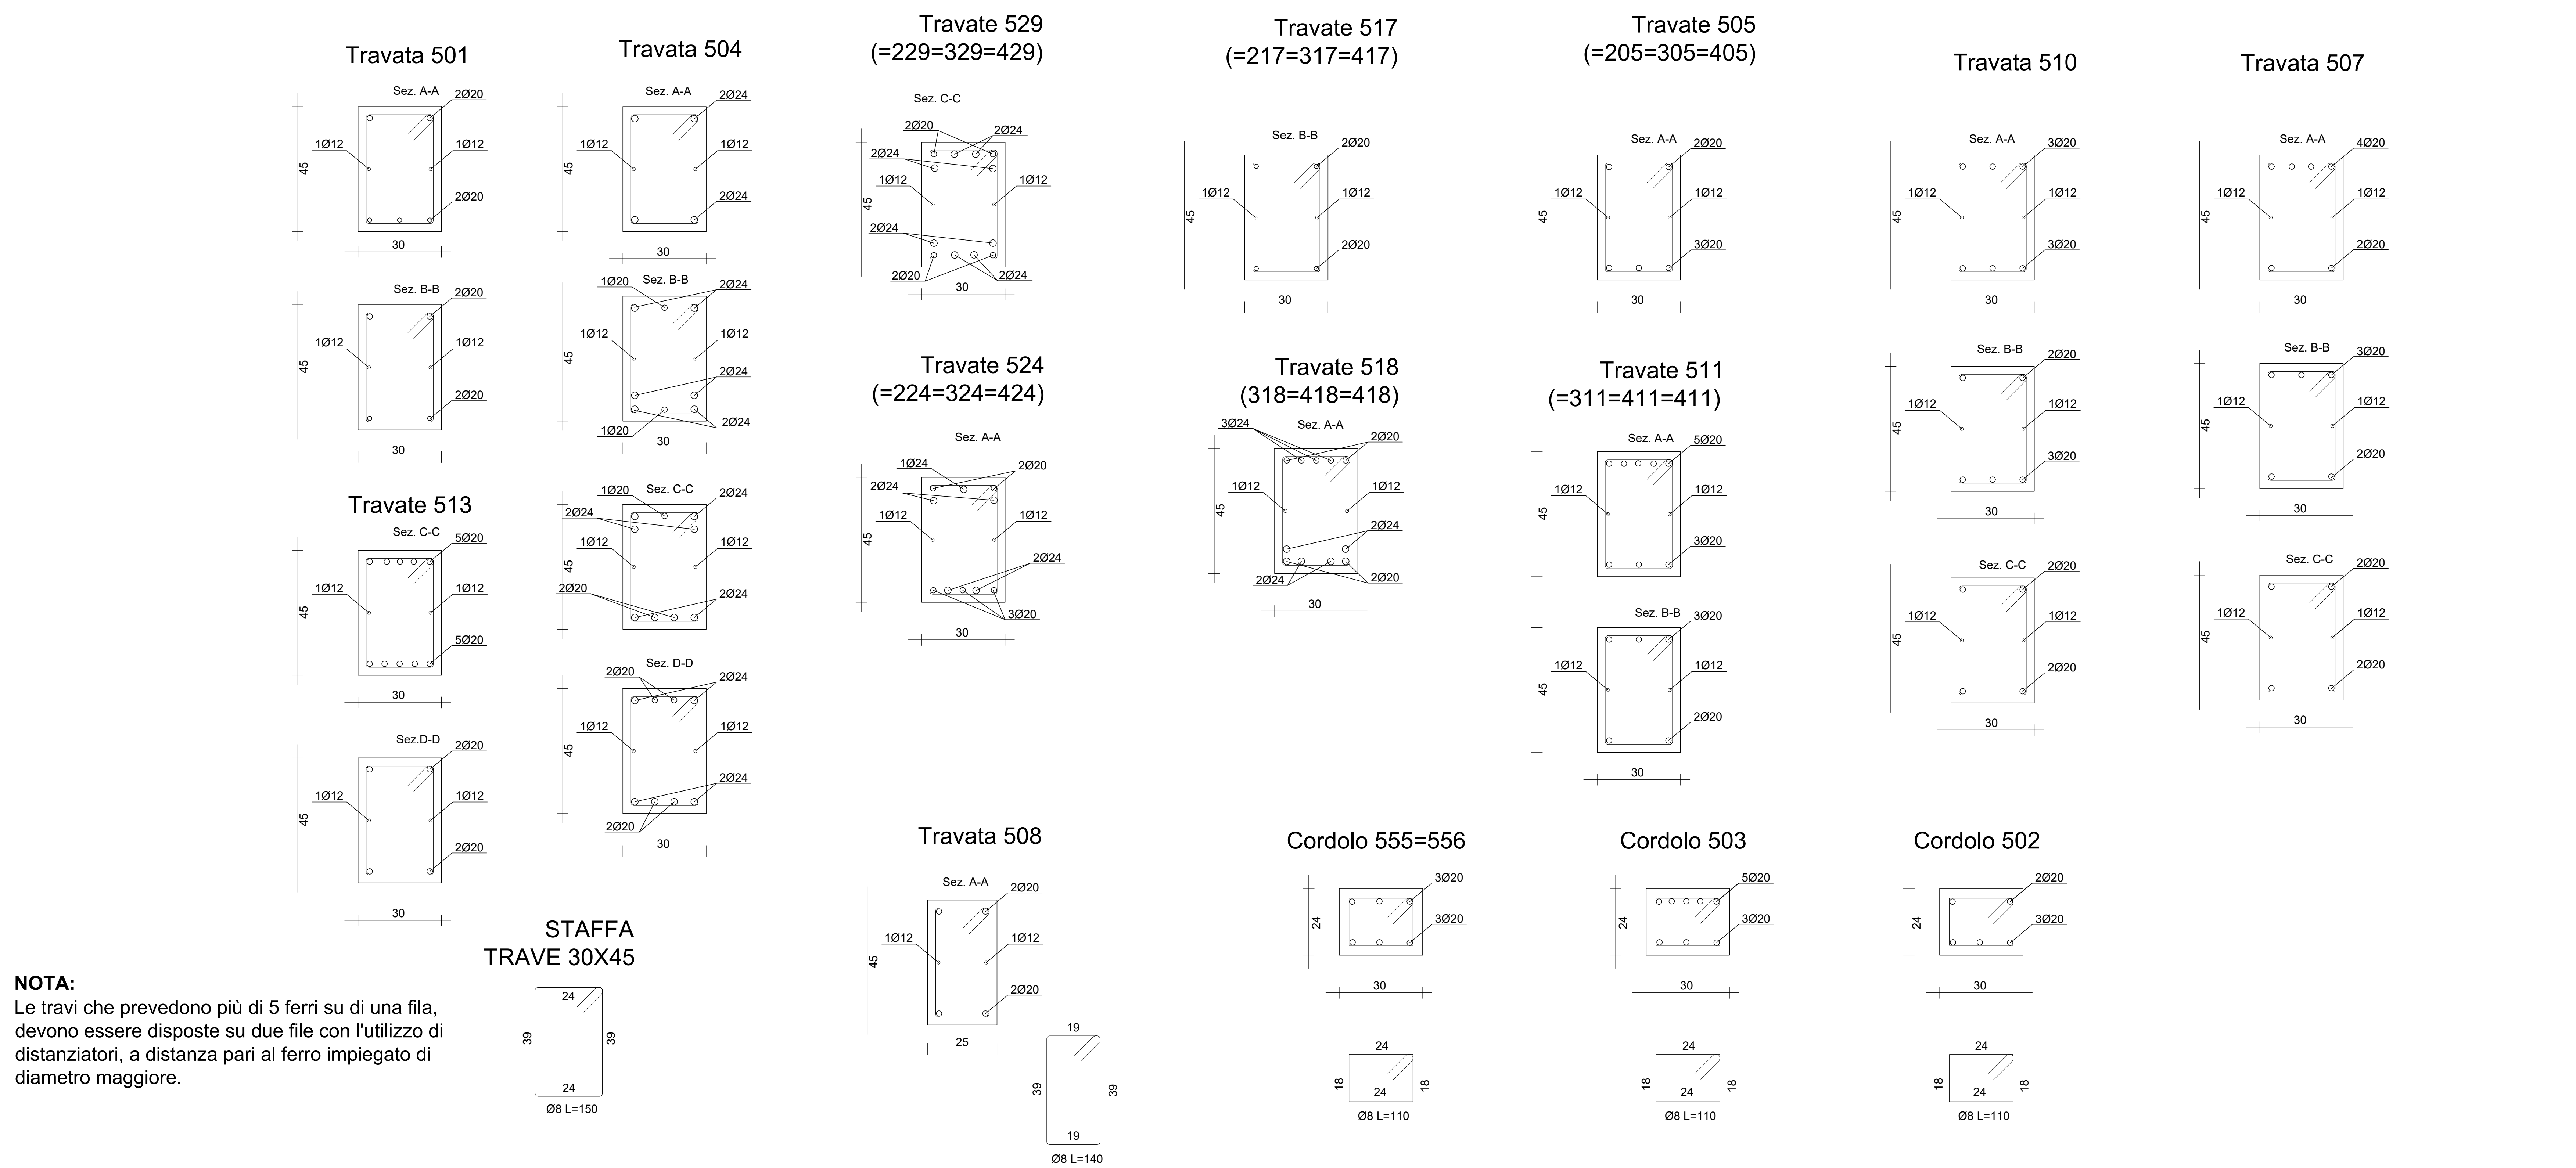 Travata 501
Sez. A-A
2Ø20
1Ø12
1Ø12
45
2Ø20
30
Sez. B-B
2Ø20
1Ø12
1Ø12
45
2Ø20
30
Travate 513
Sez. C-C
5Ø20
1Ø12
1Ø12
45
5Ø20
30
Sez.D-D
2Ø20
1Ø12
1Ø12
45
2Ø20
30
Travata 504
Sez. A-A
2Ø24
1Ø12
1Ø12
45
2Ø24
30
Sez. B-B
1Ø20
2Ø24
1Ø12
1Ø12
45
2Ø24
2Ø24
1Ø20
30
Sez. C-C
1Ø20
2Ø24
2Ø24
1Ø12
1Ø12
45
2Ø20
2Ø24
Sez. D-D
2Ø20
2Ø24
1Ø12
1Ø12
45
2Ø24
2Ø20
30
Travate 529
(=229=329=429)
Sez. C-C
2Ø20
2Ø24
2Ø24
1Ø12
1Ø12
45
2Ø24
2Ø20
2Ø24
30
Travate 524
(=224=324=424)
Sez. A-A
1Ø24
2Ø20
2Ø24
1Ø12
1Ø12
45
2Ø24
3Ø20
30
Travate 517
(=217=317=417)
Sez. B-B
2Ø20
1Ø12
1Ø12
45
2Ø20
30
Travate 518
(318=418=418)
Sez. A-A
3Ø24
2Ø20
1Ø12
1Ø12
45
2Ø24
2Ø24
2Ø20
30
Travate 505
(=205=305=405)
Sez. A-A
2Ø20
1Ø12
1Ø12
45
3Ø20
30
Travate 511
(=311=411=411)
Sez. A-A
5Ø20
1Ø12
1Ø12
45
3Ø20
Sez. B-B
3Ø20
1Ø12
1Ø12
45
2Ø20
30
Travata 510
Sez. A-A
3Ø20
1Ø12
1Ø12
45
3Ø20
30
Sez. B-B
2Ø20
1Ø12
1Ø12
45
3Ø20
30
Sez. C-C
2Ø20
1Ø12
1Ø12
45
2Ø20
30
Travata 507
Sez. A-A
4Ø20
1Ø12
1Ø12
45
2Ø20
30
Sez. B-B
3Ø20
1Ø12
1Ø12
45
2Ø20
30
Sez. C-C
2Ø20
1Ø12
1Ø12
45
2Ø20
30
NOTA:
Le travi che prevedono più di 5 ferri su di una fila,
devono essere disposte su due file con l'utilizzo di
distanziatori, a distanza pari al ferro impiegato di
diametro maggiore.
STAFFA
TRAVE 30X45
24
39
39
24
Ø8 L=150
Travata 508
Sez. A-A
2Ø20
1Ø12
1Ø12
45
2Ø20
25
19
39
39
19
Ø8 L=140
Cordolo 555=556
3Ø20
24
3Ø20
30
24
18
18
24
Ø8 L=110
Cordolo 503
5Ø20
24
3Ø20
30
24
18
18
24
Ø8 L=110
Cordolo 502
2Ø20
24
3Ø20
30
24
18
18
24
Ø8 L=110